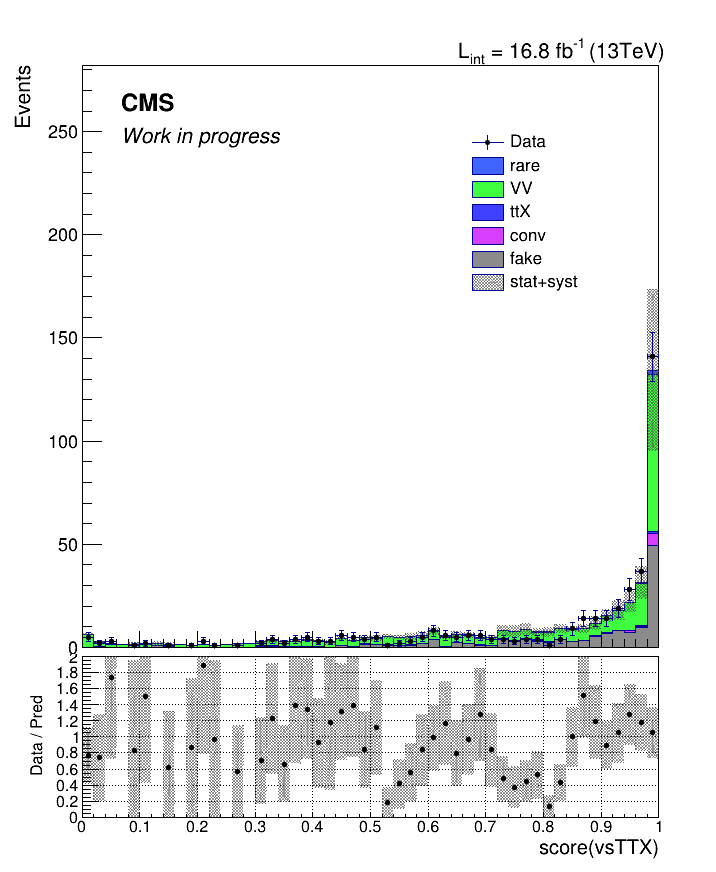 L_int = 16.8 fb^-1 (13TeV)
Events
CMS
Work in progress
Data
rare
VV
ttX
conv
fake
stat+syst
250
200
150
100
50
0
Data / Pred
2
1.8
1.6
1.4
1.2
1
0.8
0.6
0.4
0.2
0
0 0.1 0.2 0.3 0.4 0.5 0.6 0.7 0.8 0.9 1
score(vsTTX)